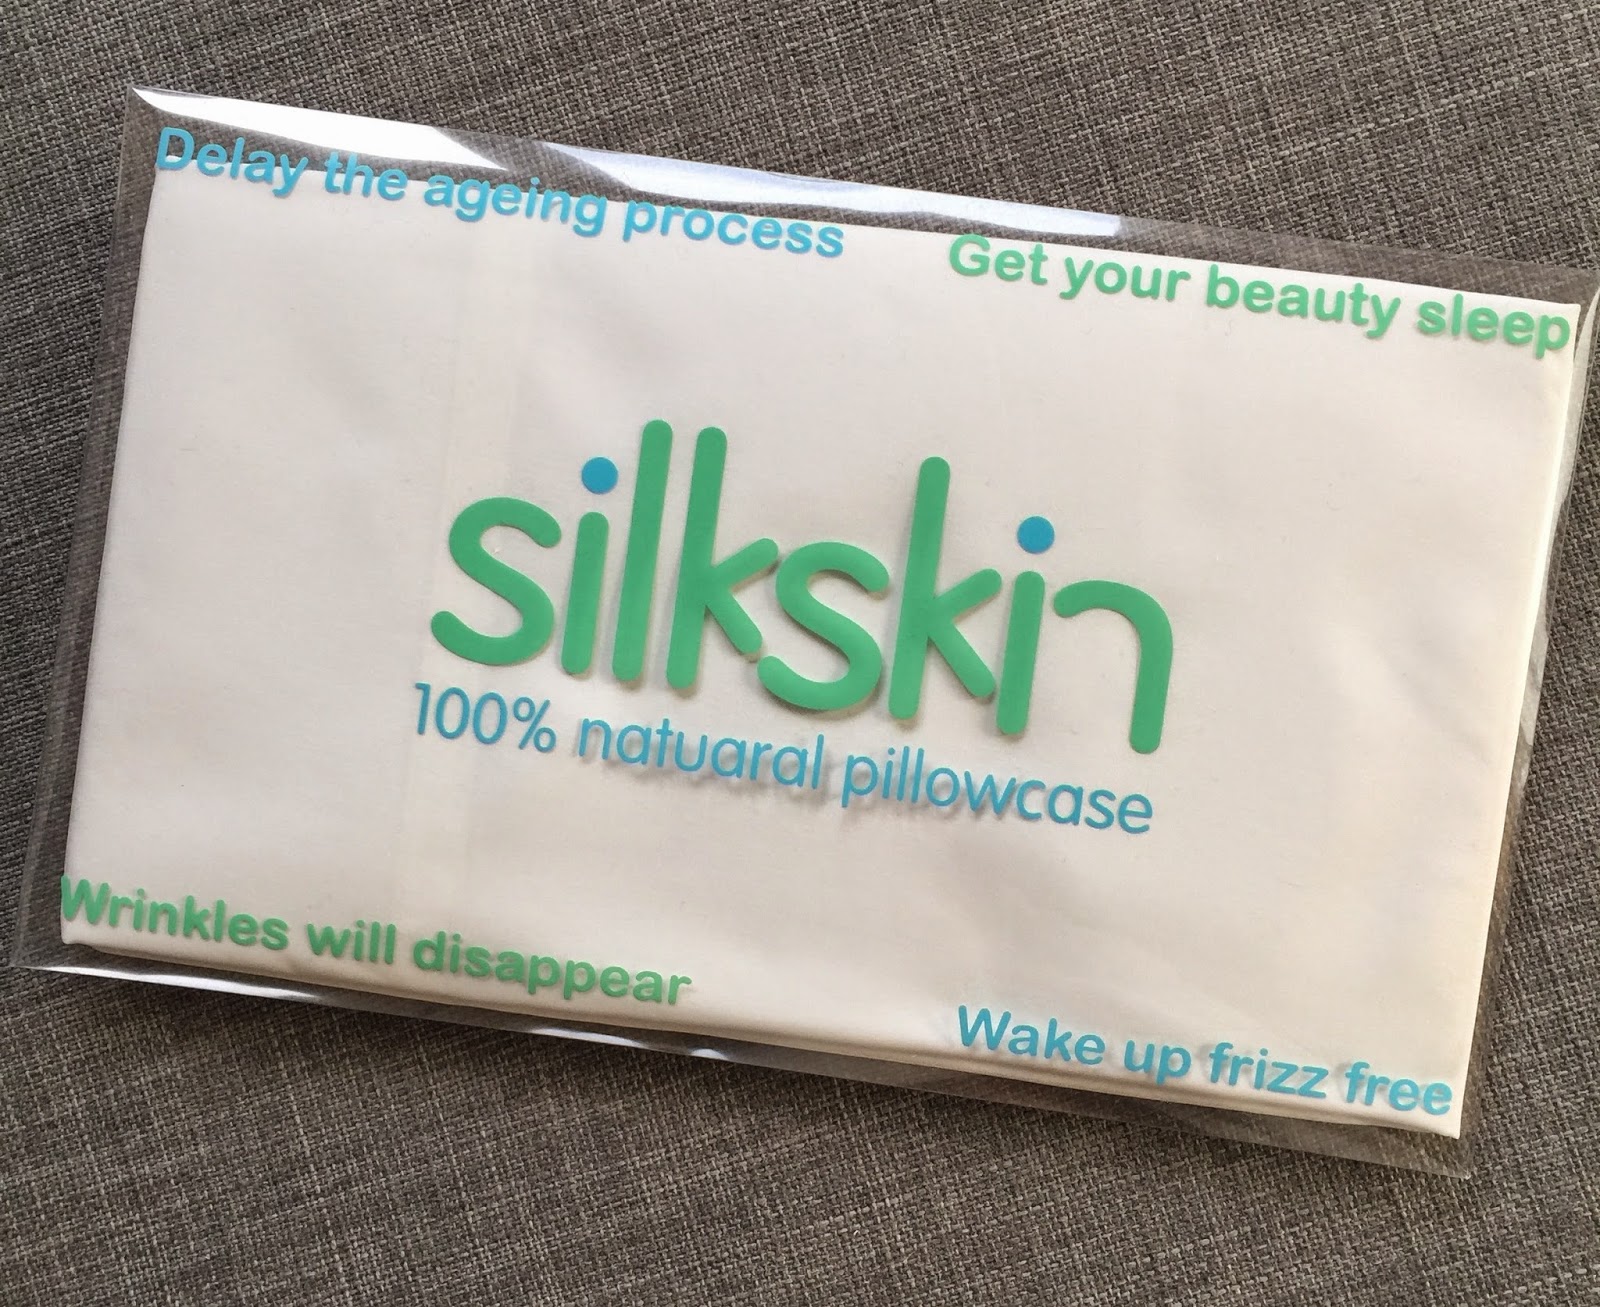 Delay the ageing process
Get your beauty sleep
silkskin
100% natuaral pillowcase
Wrinkles will disappear
Wake up frizz free